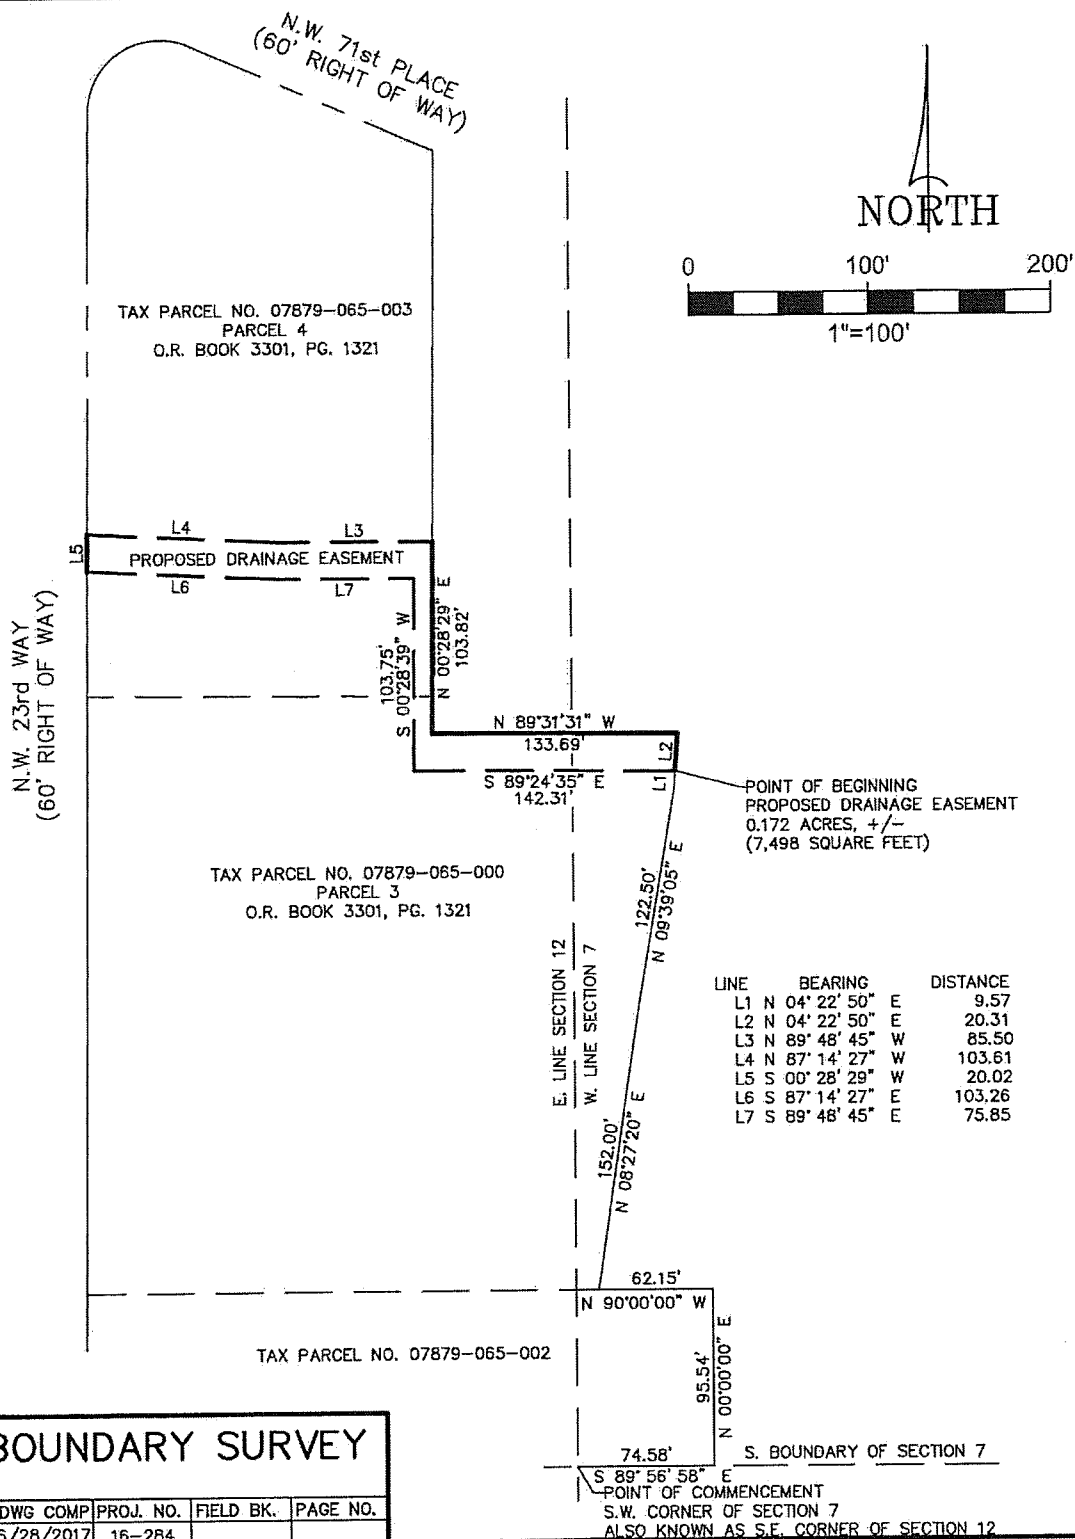 N.W. 71st PLACE
(60' RIGHT OF WAY)
NORTH
0 100' 200'
1"=100'
TAX PARCEL NO. 07879-065-003
PARCEL 4
O.R. BOOK 3301, PG. 1321
L4 L3
L5
PROPOSED DRAINAGE EASEMENT
L6 L7
N.W. 23rd WAY
(60' RIGHT OF WAY)
103.75'
S 00°28'39" W
N 00°28'29" E
103.82'
N 89°31'31" W
133.69'
L2
S 89°24'35" E
142.31'
L1
POINT OF BEGINNING
PROPOSED DRAINAGE EASEMENT
0.172 ACRES, +/-
(7,498 SQUARE FEET)
TAX PARCEL NO. 07879-065-000
PARCEL 3
O.R. BOOK 3301, PG. 1321
122.50'
N 09°39'05" E
E. LINE SECTION 12
W. LINE SECTION 7
LINE BEARING DISTANCE
L1 N 04° 22' 50" E 9.57
L2 N 04° 22' 50" E 20.31
L3 N 89° 48' 45" W 85.50
L4 N 87° 14' 27" W 103.61
L5 S 00° 28' 29" W 20.02
L6 S 87° 14' 27" E 103.26
L7 S 89° 48' 45" E 75.85
152.00'
N 08°27'20" E
62.15'
N 90°00'00" W
TAX PARCEL NO. 07879-065-002
95.54'
N 00°00'00" E
74.58'
S 89° 56' 58" E
S. BOUNDARY OF SECTION 7
POINT OF COMMENCEMENT
S.W. CORNER OF SECTION 7
ALSO KNOWN AS S.E. CORNER OF SECTION 12
BOUNDARY SURVEY
DWG COMP PROJ. NO. FIELD BK. PAGE NO.
6/28/2017 16-284